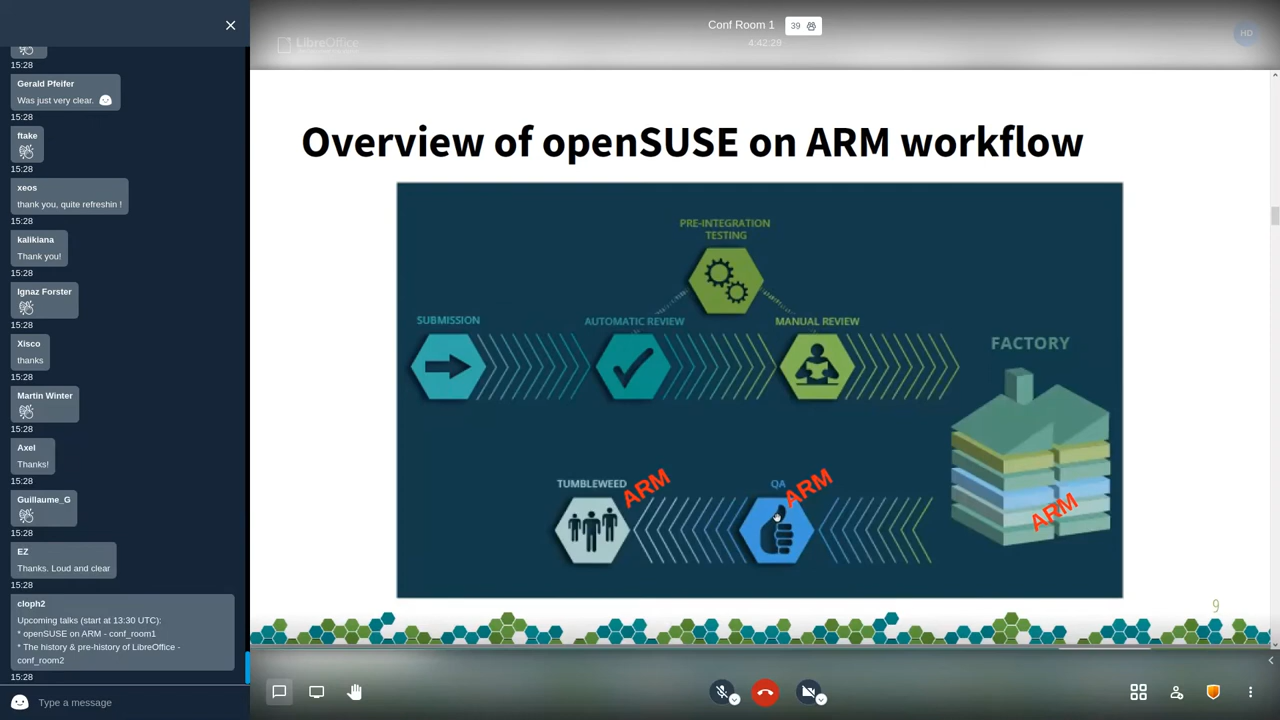 15:28
Gerald Pfeifer
Was just very clear.
15:28
ftake
15:28
xeos
thank you, quite refreshin !
15:28
kalikiana
Thank you!
15:28
Ignaz Forster
15:28
Xisco
thanks
15:28
Martin Winter
15:28
Axel
Thanks!
15:28
Guillaume_G
15:28
EZ
Thanks. Loud and clear
15:28
cloph2
Upcoming talks (start at 13:30 UTC):
* openSUSE on ARM - conf_room1
* The history & pre-history of LibreOffice -
conf_room2
15:28
Type a message
Conf Room 1
39
4:42:29
LibreOffice
HD
Overview of openSUSE on ARM workflow
PRE-INTEGRATION
TESTING
SUBMISSION
AUTOMATIC REVIEW
MANUAL REVIEW
FACTORY
TUMBLEWEED
ARM
QA
ARM
ARM
9